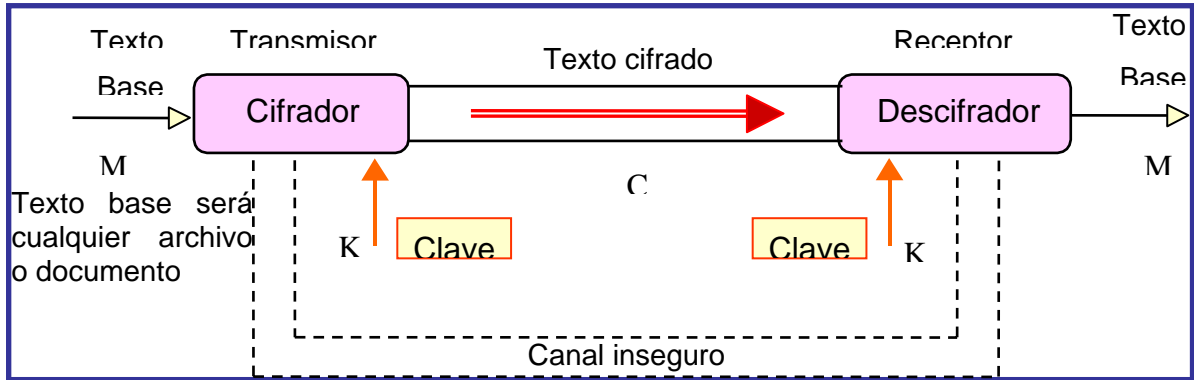 Texto
Base
Transmisor
Texto cifrado
Receptor
Texto
Base
Cifrador
Descifrador
M
C
M
Texto base será
cualquier archivo
o documento
K
Clave
Clave
K
Canal inseguro